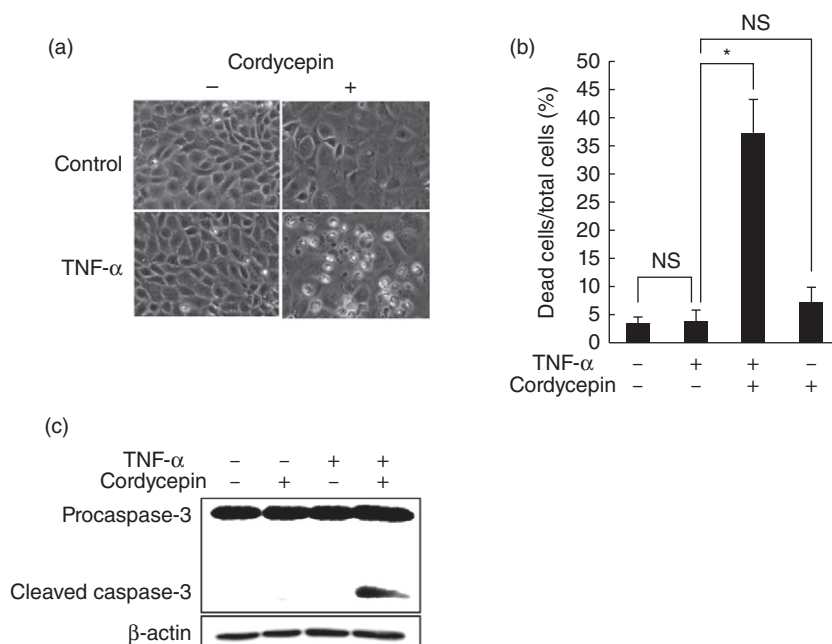 (a)
Cordycepin
– +
Control
TNF-α
(b)
NS
*
NS
Dead cells/total cells (%)
50
45
40
35
30
25
20
15
10
5
0
TNF-α – + + –
Cordycepin – – + +
(c)
TNF-α – – + +
Cordycepin – + – +
Procaspase-3
Cleaved caspase-3
β-actin